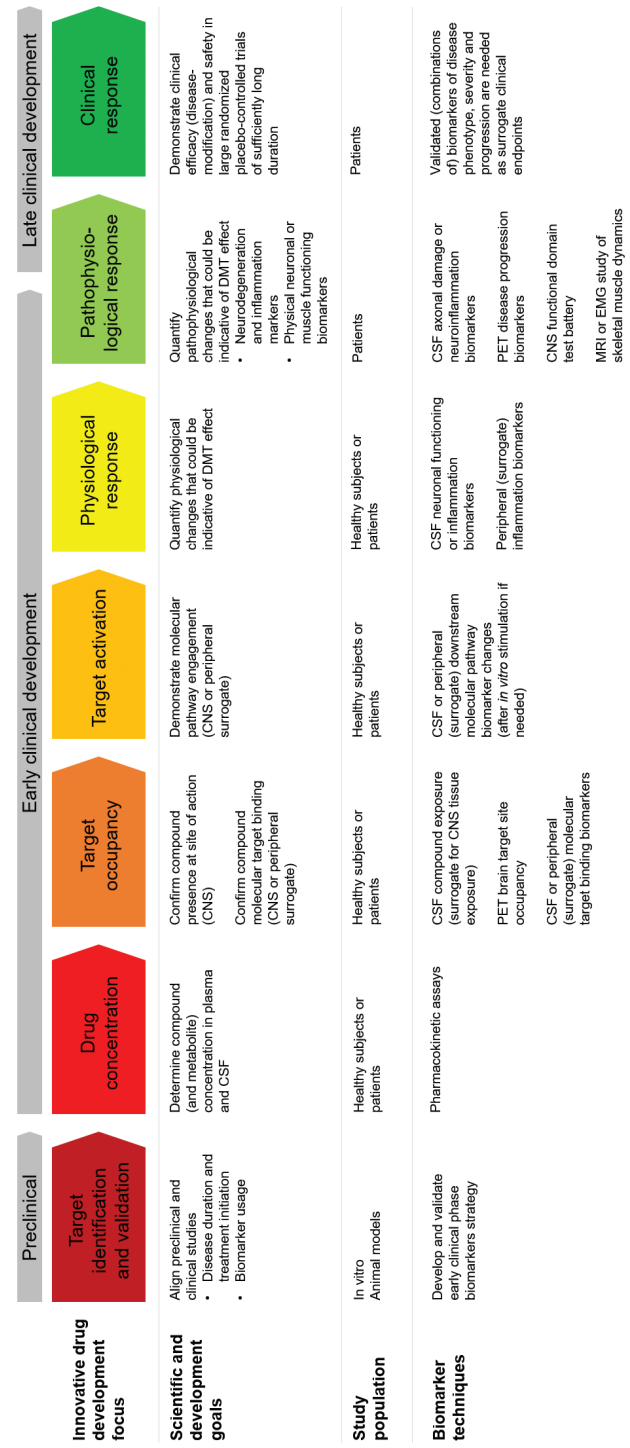 Preclinical
Early clinical development
Late clinical development
Innovative drug
development
focus
Target
identification
and validation
Drug
concentration
Target
occupancy
Target activation
Physiological
response
Pathophysio-
logical response
Clinical
response
Scientific and
development
goals
Align preclinical and
clinical studies
• Disease duration and
treatment initiation
• Biomarker usage
Determine compound
(and metabolite)
concentration in plasma
and CSF
Confirm compound
presence at site of action
(CNS)
Confirm compound
molecular target binding
(CNS or peripheral
surrogate)
Demonstrate molecular
pathway engagement
(CNS or peripheral
surrogate)
Quantify physiological
changes that could be
indicative of DMT effect
Quantify
pathophysiological
changes that could be
indicative of DMT effect
• Neurodegeneration
and inflammation
markers
• Physical neuronal or
muscle functioning
biomarkers
Demonstrate clinical
efficacy (disease-
modification) and safety in
large randomized
placebo-controlled trials
of sufficiently long
duration
Study
population
In vitro
Animal models
Healthy subjects or
patients
Healthy subjects or
patients
Healthy subjects or
patients
Healthy subjects or
patients
Patients
Patients
Biomarker
techniques
Develop and validate
early clinical phase
biomarkers strategy
Pharmacokinetic assays
CSF compound exposure
(surrogate for CNS tissue
exposure)
PET brain target site
occupancy
CSF or peripheral
(surrogate) molecular
target binding biomarkers
CSF or peripheral
(surrogate) downstream
molecular pathway
biomarker changes
(after in vitro stimulation if
needed)
CSF neuronal functioning
or inflammation
biomarkers
Peripheral (surrogate)
inflammation biomarkers
CSF axonal damage or
neuroinflammation
biomarkers
PET disease progression
biomarkers
CNS functional domain
test battery
MRI or EMG study of
skeletal muscle dynamics
Validated (combinations
of) biomarkers of disease
phenotype, severity and
progression are needed
as surrogate clinical
endpoints